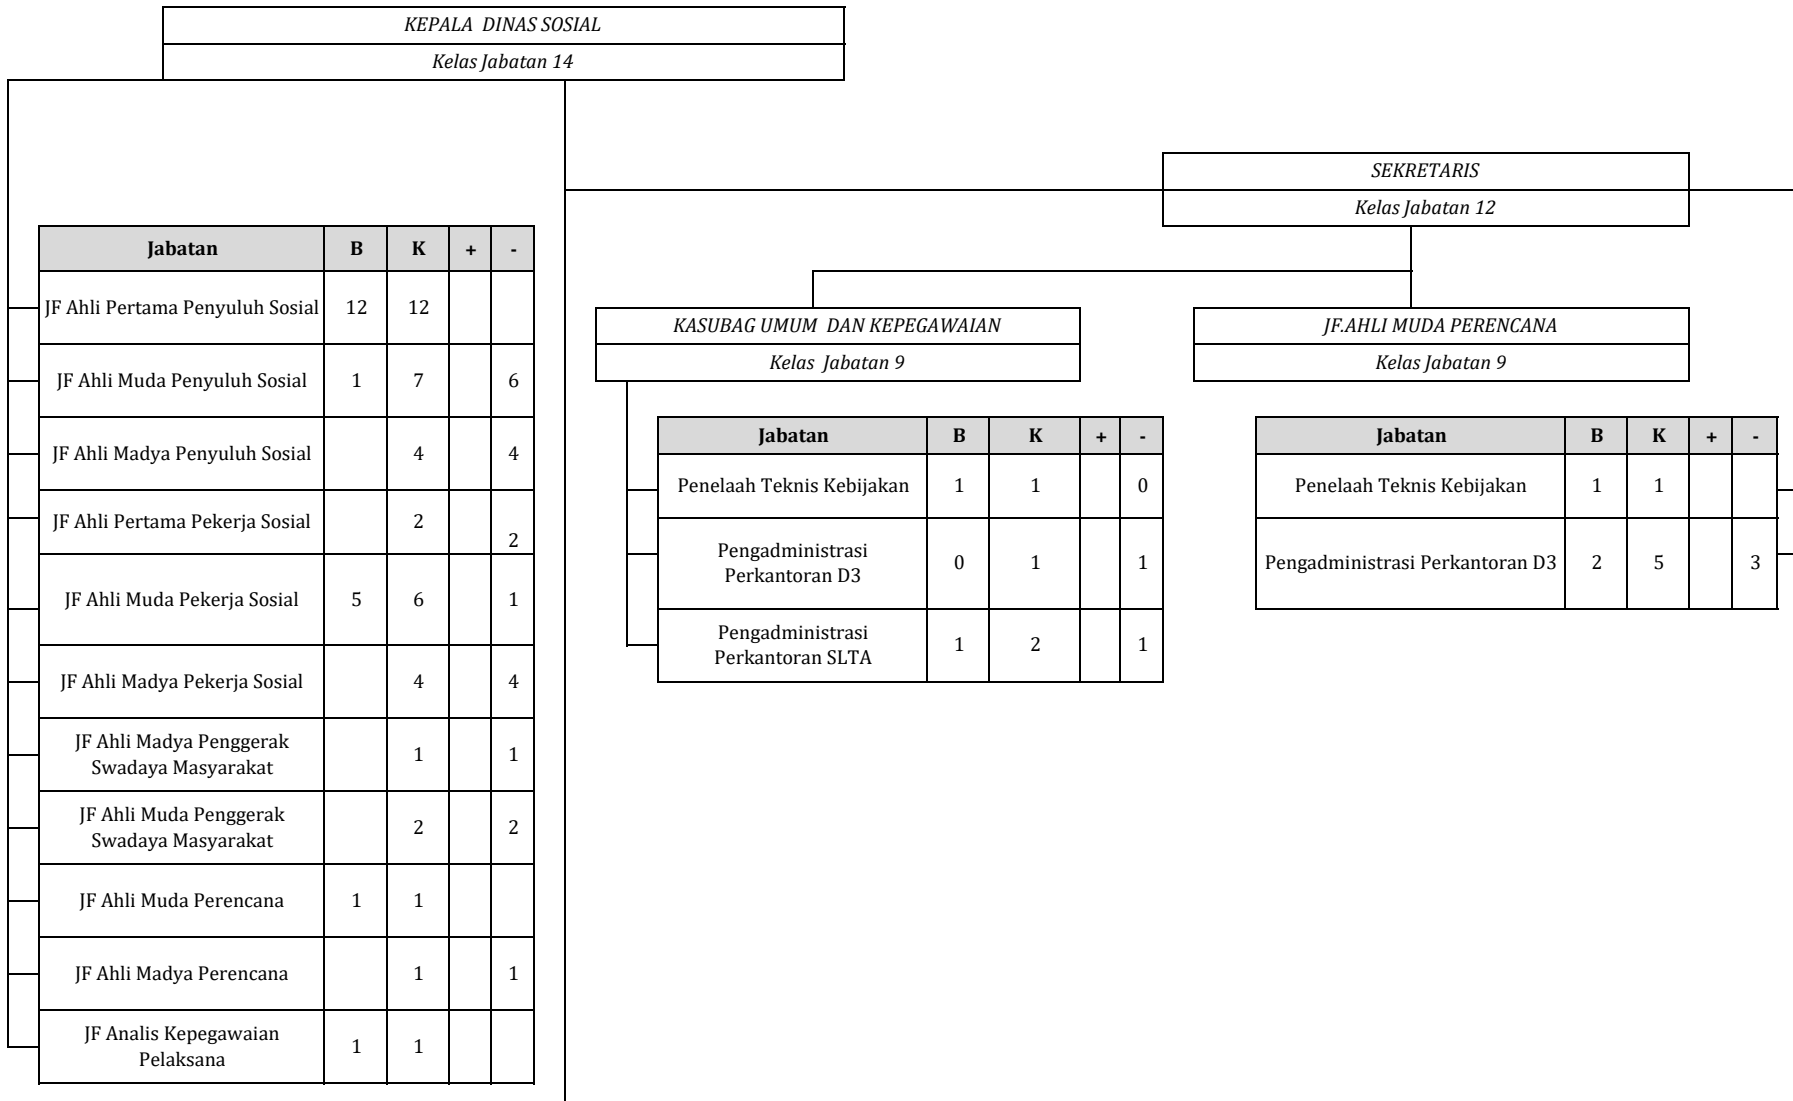 KEPALA  DINAS SOSIAL
Kelas Jabatan 14
SEKRETARIS
Kelas Jabatan 12
Jabatan B K + -
JF Ahli Pertama Penyuluh Sosial 12 12
JF Ahli Muda Penyuluh Sosial 1 7 6
JF Ahli Madya Penyuluh Sosial 4 4
JF Ahli Pertama Pekerja Sosial 2 2
JF Ahli Muda Pekerja Sosial 5 6 1
JF Ahli Madya Pekerja Sosial 4 4
JF Ahli Madya Penggerak
Swadaya Masyarakat 1 1
JF Ahli Muda Penggerak
Swadaya Masyarakat 2 2
JF Ahli Muda Perencana 1 1
JF Ahli Madya Perencana 1 1
JF Analis Kepegawaian
Pelaksana 1 1
KASUBAG UMUM  DAN KEPEGAWAIAN
Kelas  Jabatan 9
Jabatan B K + -
Penelaah Teknis Kebijakan 1 1 0
Pengadministrasi
Perkantoran D3 0 1 1
Pengadministrasi
Perkantoran SLTA 1 2 1
JF.AHLI MUDA PERENCANA
Kelas Jabatan 9
Jabatan B K + -
Penelaah Teknis Kebijakan 1 1
Pengadministrasi Perkantoran D3 2 5 3